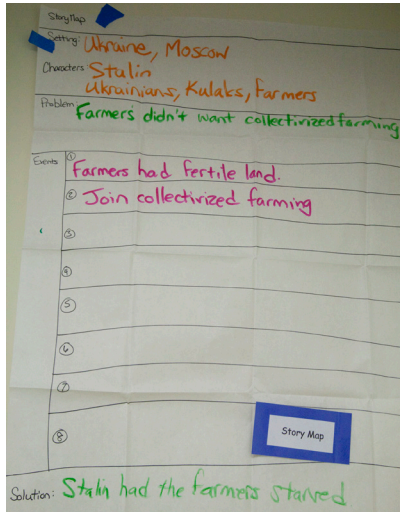 Story Map
Setting: Ukraine, Moscow
Characters: Stalin
Ukrainians, Kulaks, Farmers
Problem: Farmers didn't want collectivized farming
Events
① Farmers had fertile land.
② Join collectivized farming
③
④
⑤
⑥
⑦
⑧
Story Map
Solution: Stalin had the farmers starved